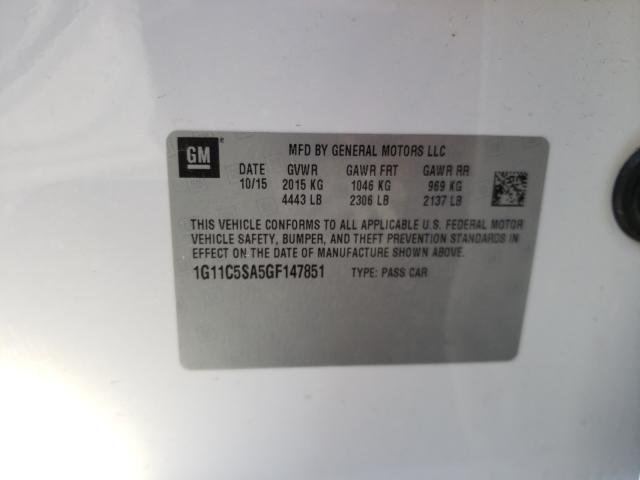 GM
MFD BY GENERAL MOTORS LLC
DATE GVWR GAWR FRT GAWR RR
10/15 2015 KG 1046 KG 969 KG
4443 LB 2306 LB 2137 LB
THIS VEHICLE CONFORMS TO ALL APPLICABLE U.S. FEDERAL MOTOR
VEHICLE SAFETY, BUMPER, AND THEFT PREVENTION STANDARDS IN
EFFECT ON THE DATE OF MANUFACTURE SHOWN ABOVE.
1G11C5SA5GF147851 TYPE: PASS CAR